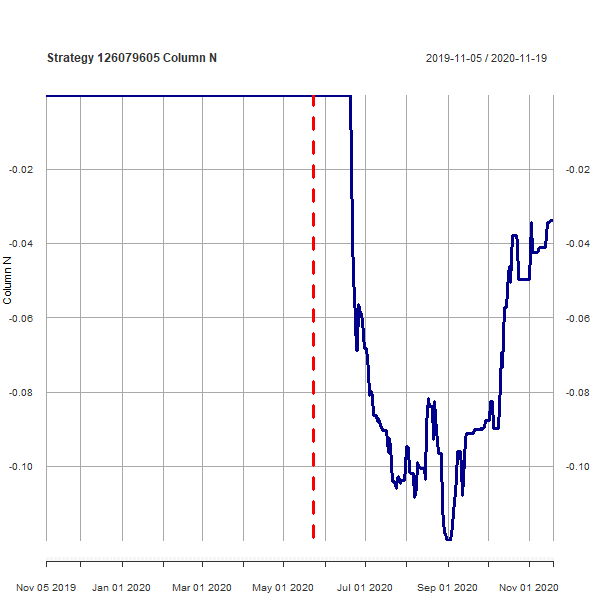 Strategy 126079605 Column N
2019-11-05 / 2020-11-19
-0.02 -0.02
-0.04 -0.04
-0.06 -0.06
-0.08 -0.08
-0.10 -0.10
Column N
Nov 05 2019 Jan 01 2020 Mar 01 2020 May 01 2020 Jul 01 2020 Sep 01 2020 Nov 01 2020